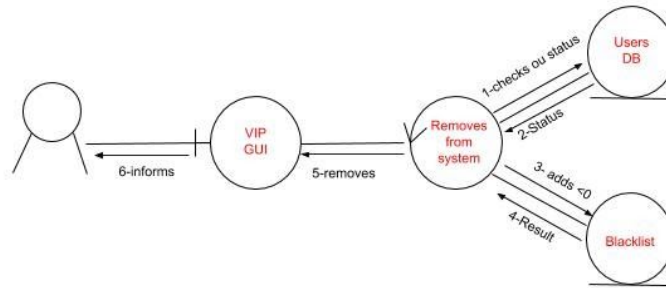 Users
DB
1-checks ou status
2-Status
VIP
GUI
Removes
from
system
6-informs
5-removes
3- adds <0
4-Result
Blacklist